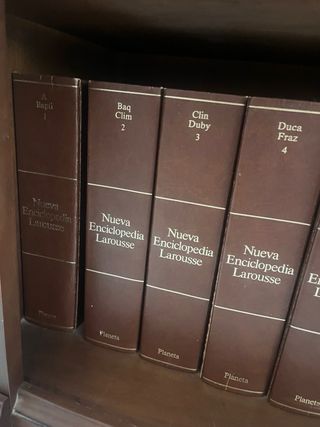 A
Bapti
1
Nueva
Enciclopedia
Larousse
Planeta
Baq
Clim
2
Nueva
Enciclopedia
Larousse
Planeta
Clin
Duby
3
Nueva
Enciclopedia
Larousse
Planeta
Duca
Fraz
4
Nueva
Enciclopedia
Larousse
Planeta
Planeta